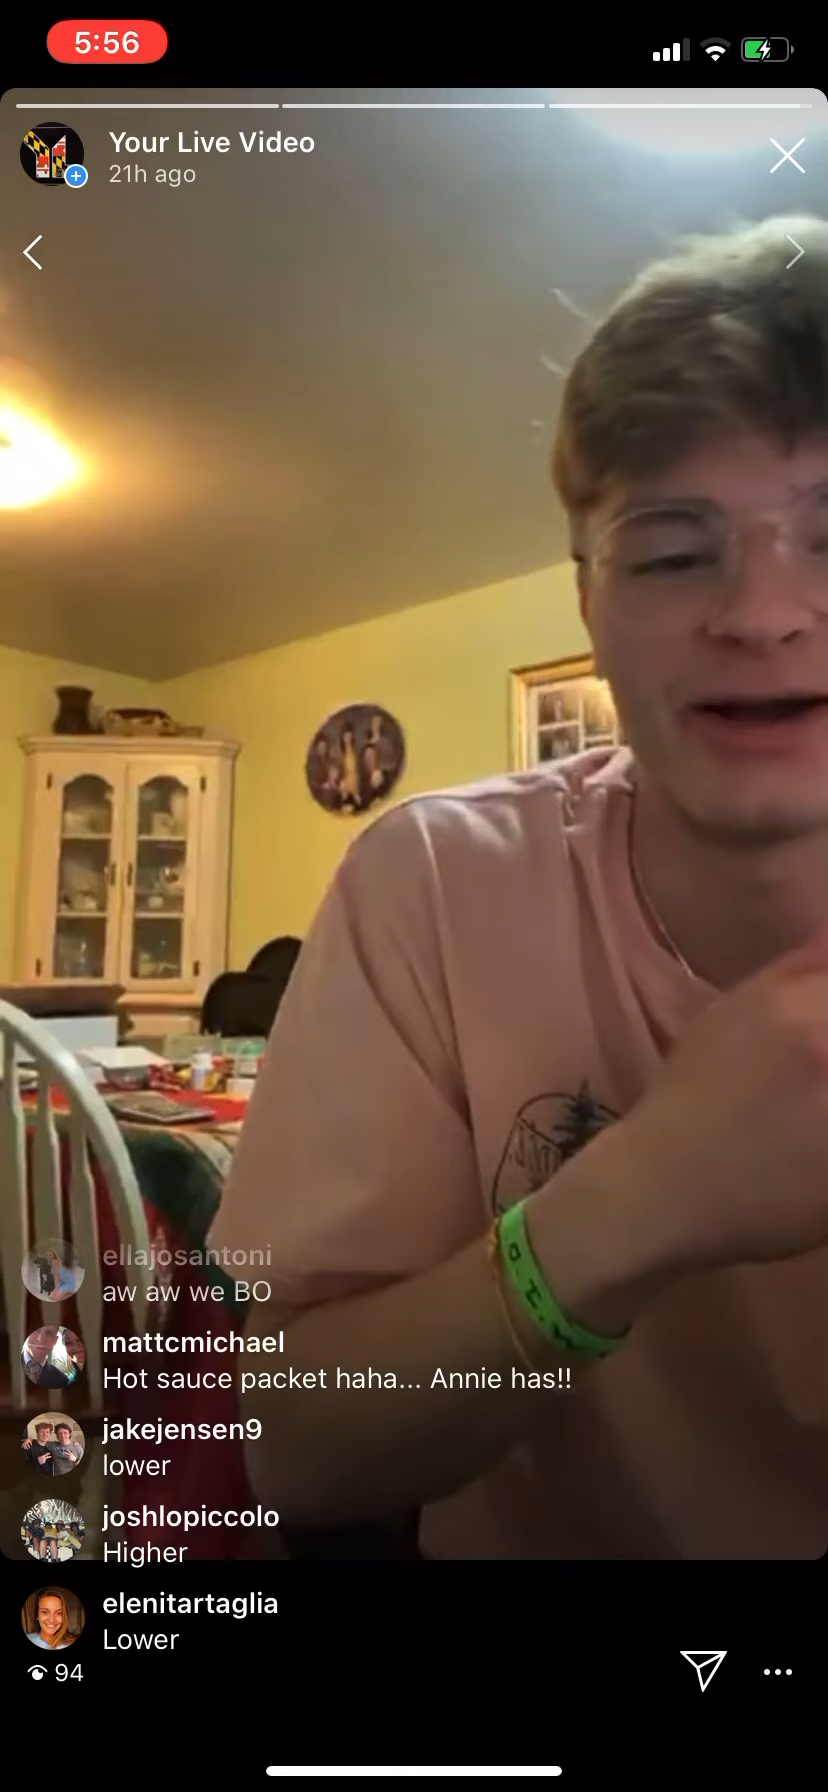 5:56
Your Live Video
21h ago
ellajosantoni
aw aw we BO
mattcmichael
Hot sauce packet haha... Annie has!!
jakejensen9
lower
joshlopiccolo
Higher
elenitartaglia
Lower
94